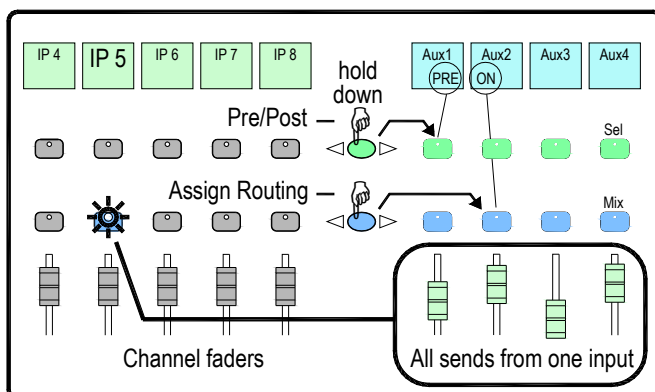 IP 4 IP 5 IP 6 IP 7 IP 8 Aux1 Aux2 Aux3 Aux4
PRE ON
hold
down
Pre/Post
Sel
Assign Routing
Mix
Channel faders All sends from one input